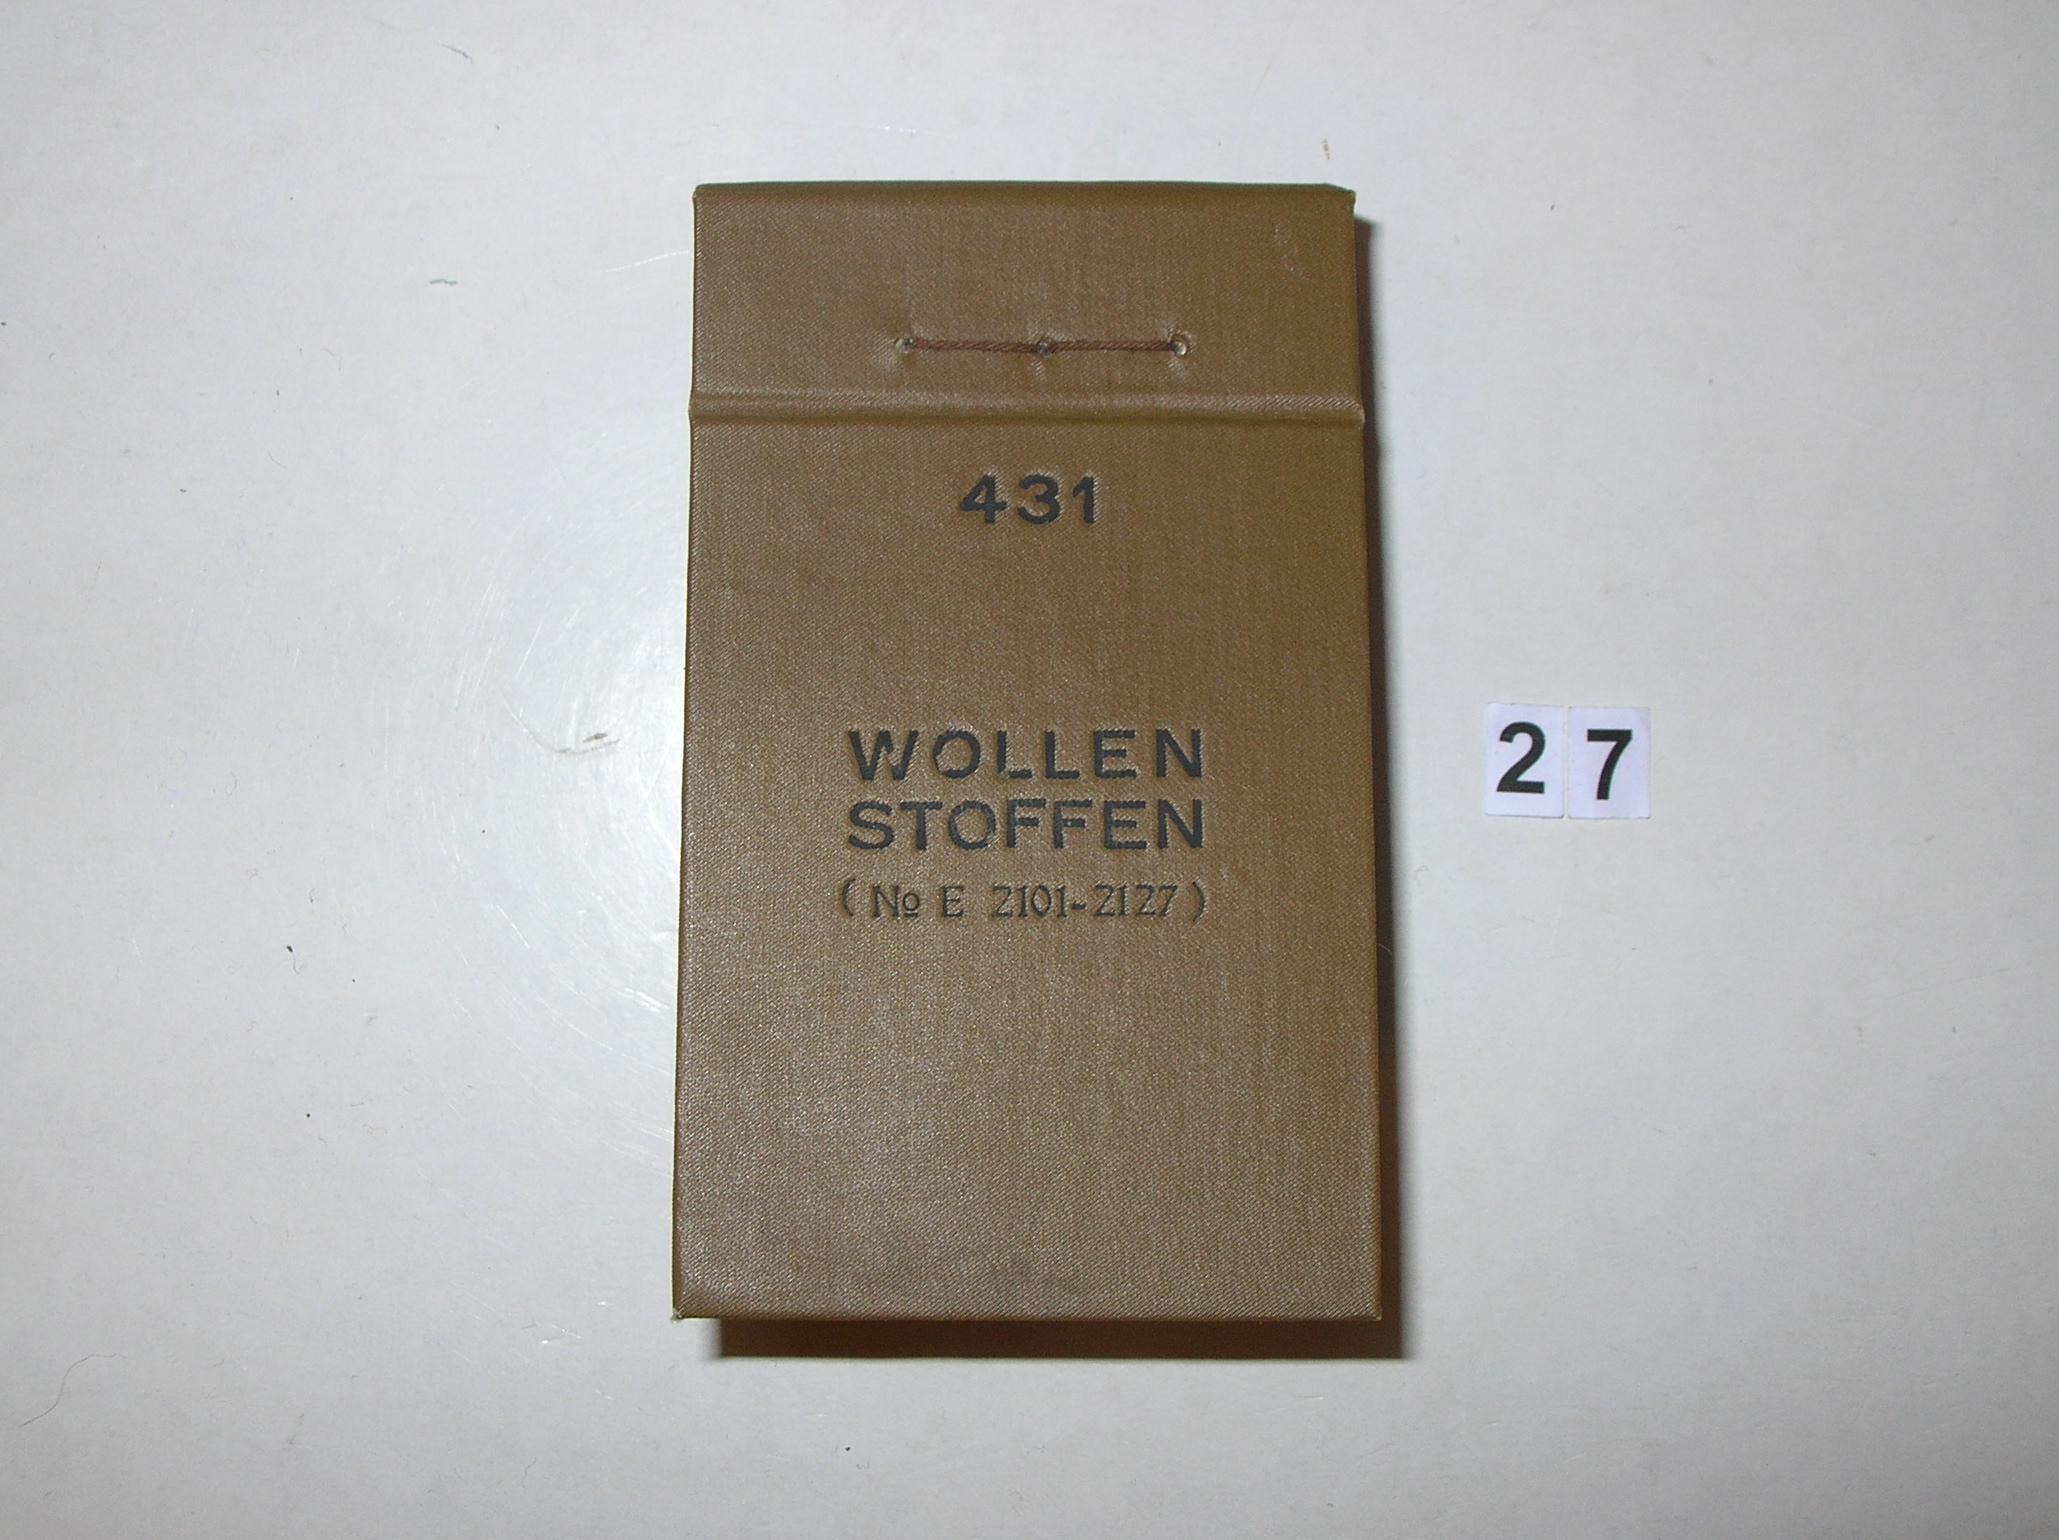 431
WOLLEN
STOFFEN
(No E 2101-2127)
27